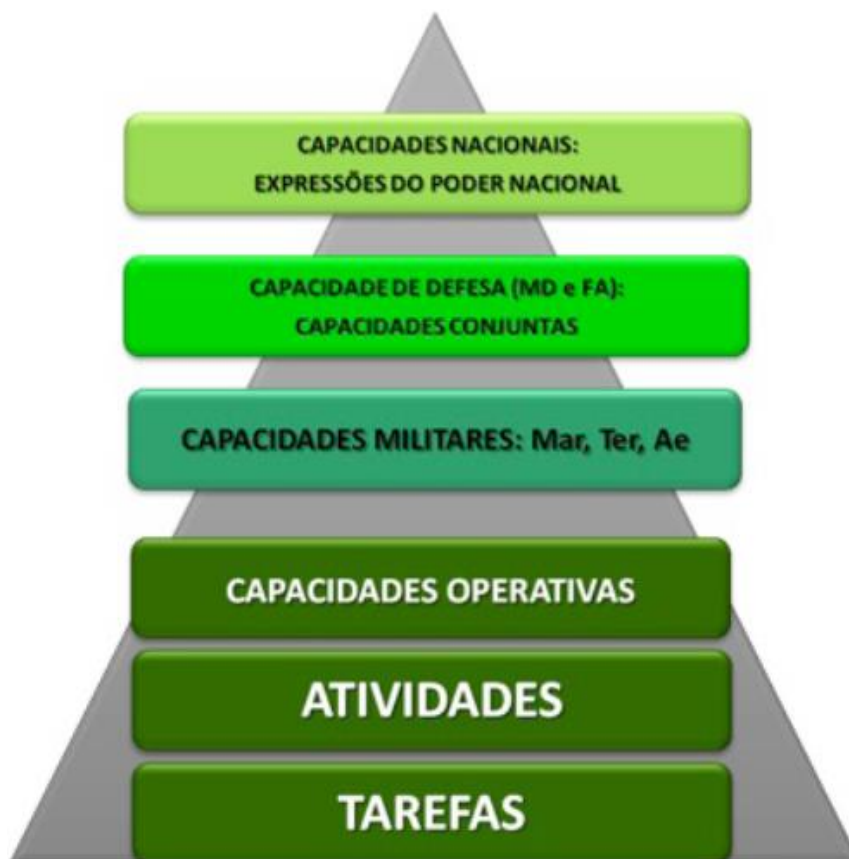 CAPACIDADES NACIONAIS:
EXPRESSÕES DO PODER NACIONAL
CAPACIDADE DE DEFESA (MD e FA):
CAPACIDADES CONJUNTAS
CAPACIDADES MILITARES: Mar, Ter, Ae
CAPACIDADES OPERATIVAS
ATIVIDADES
TAREFAS